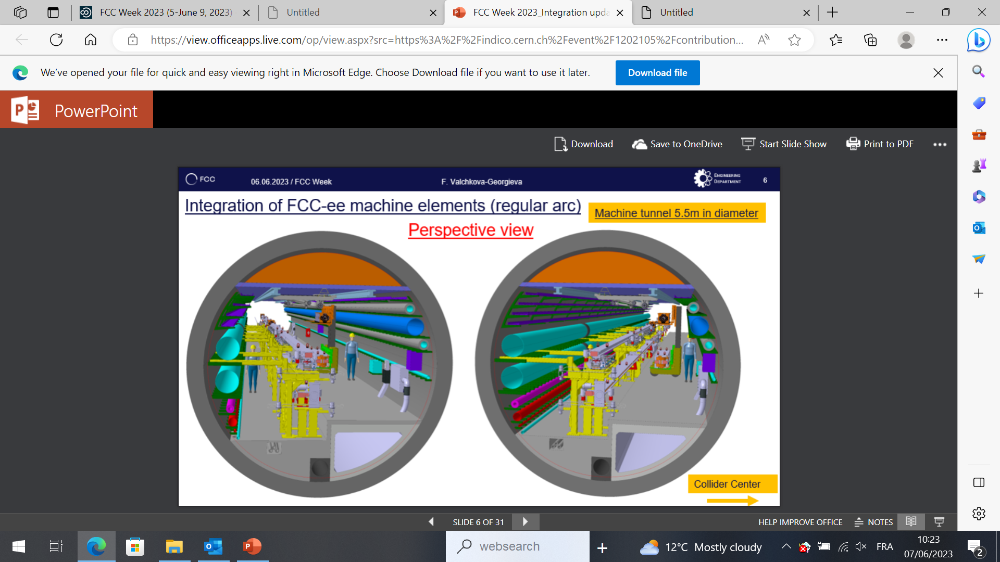 FCC Week 2023 (5-June 9, 2023)
Untitled
FCC Week 2023_Integration upda
Untitled
https://view.officeapps.live.com/op/view.aspx?src=https%3A%2F%2Findico.cern.ch%2Fevent%2F1202105%2Fcontribution...
We've opened your file for quick and easy viewing right in Microsoft Edge. Choose Download file if you want to use it later.
Download file
PowerPoint
Download
Save to OneDrive
Start Slide Show
Print to PDF
FCC
06.06.2023 / FCC Week
F. Valchkova-Georgieva
ENGINEERING
DEPARTMENT
6
Integration of FCC-ee machine elements (regular arc)
Machine tunnel 5.5m in diameter
Perspective view
Collider Center
SLIDE 6 OF 31
HELP IMPROVE OFFICE
NOTES
websearch
12°C Mostly cloudy
FRA
10:23
07/06/2023
2